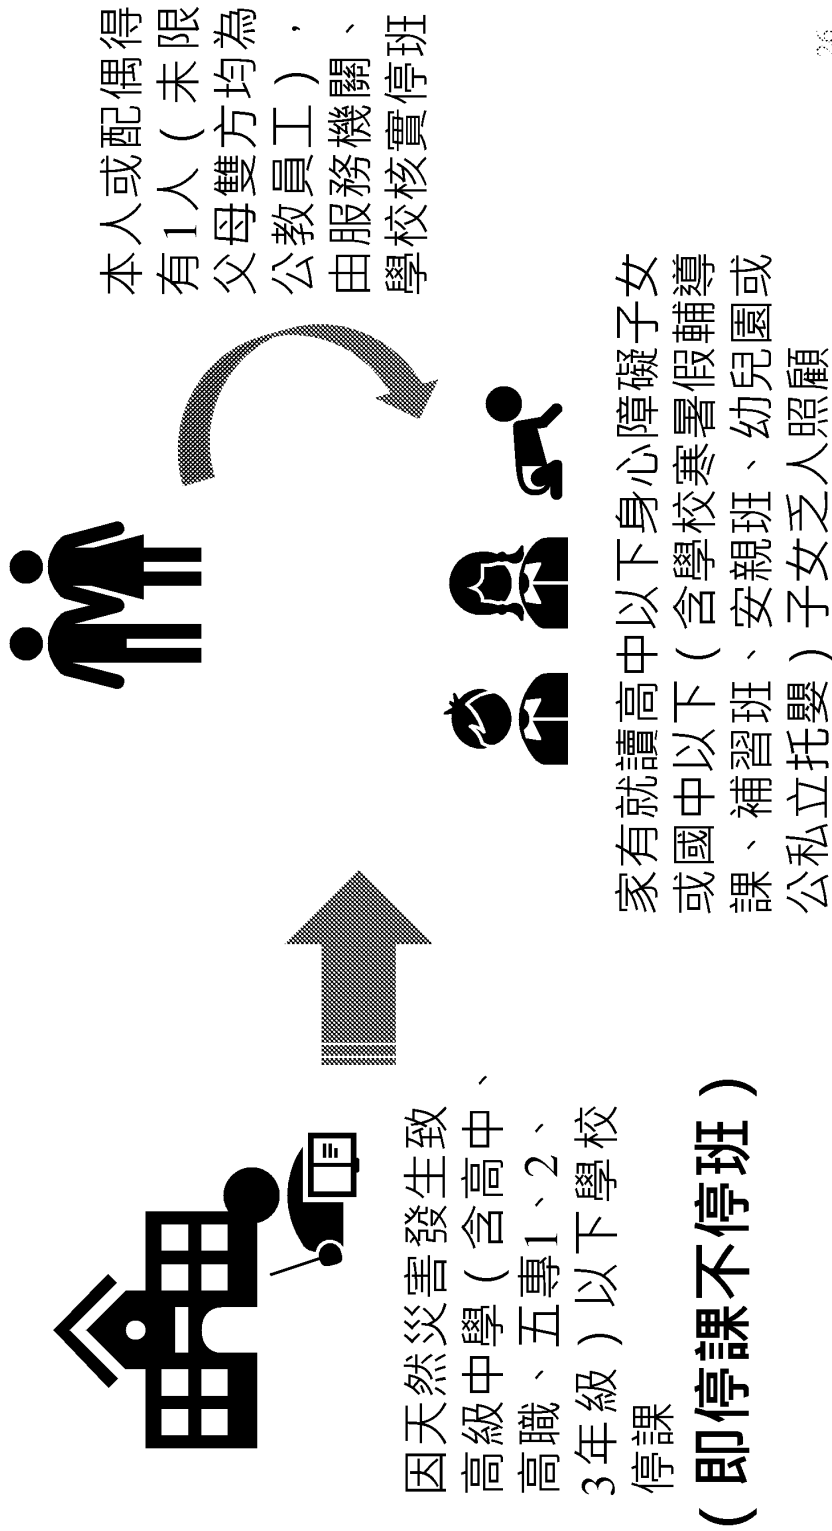 因天然災害發生致
高級中學（含高中、
高職、五專1、2、
3年級）以下學校
停課
（即停課不停班）
本人或配偶得
有1人（未限
父母雙方均為
公教員工），
由服務機關、
學校核實停班
家有就讀高中以下身心障礙子女
或國中以下（含學校寒暑假輔導
課、補習班、安親班、幼兒園或
公私立托嬰）子女乏人照顧
26